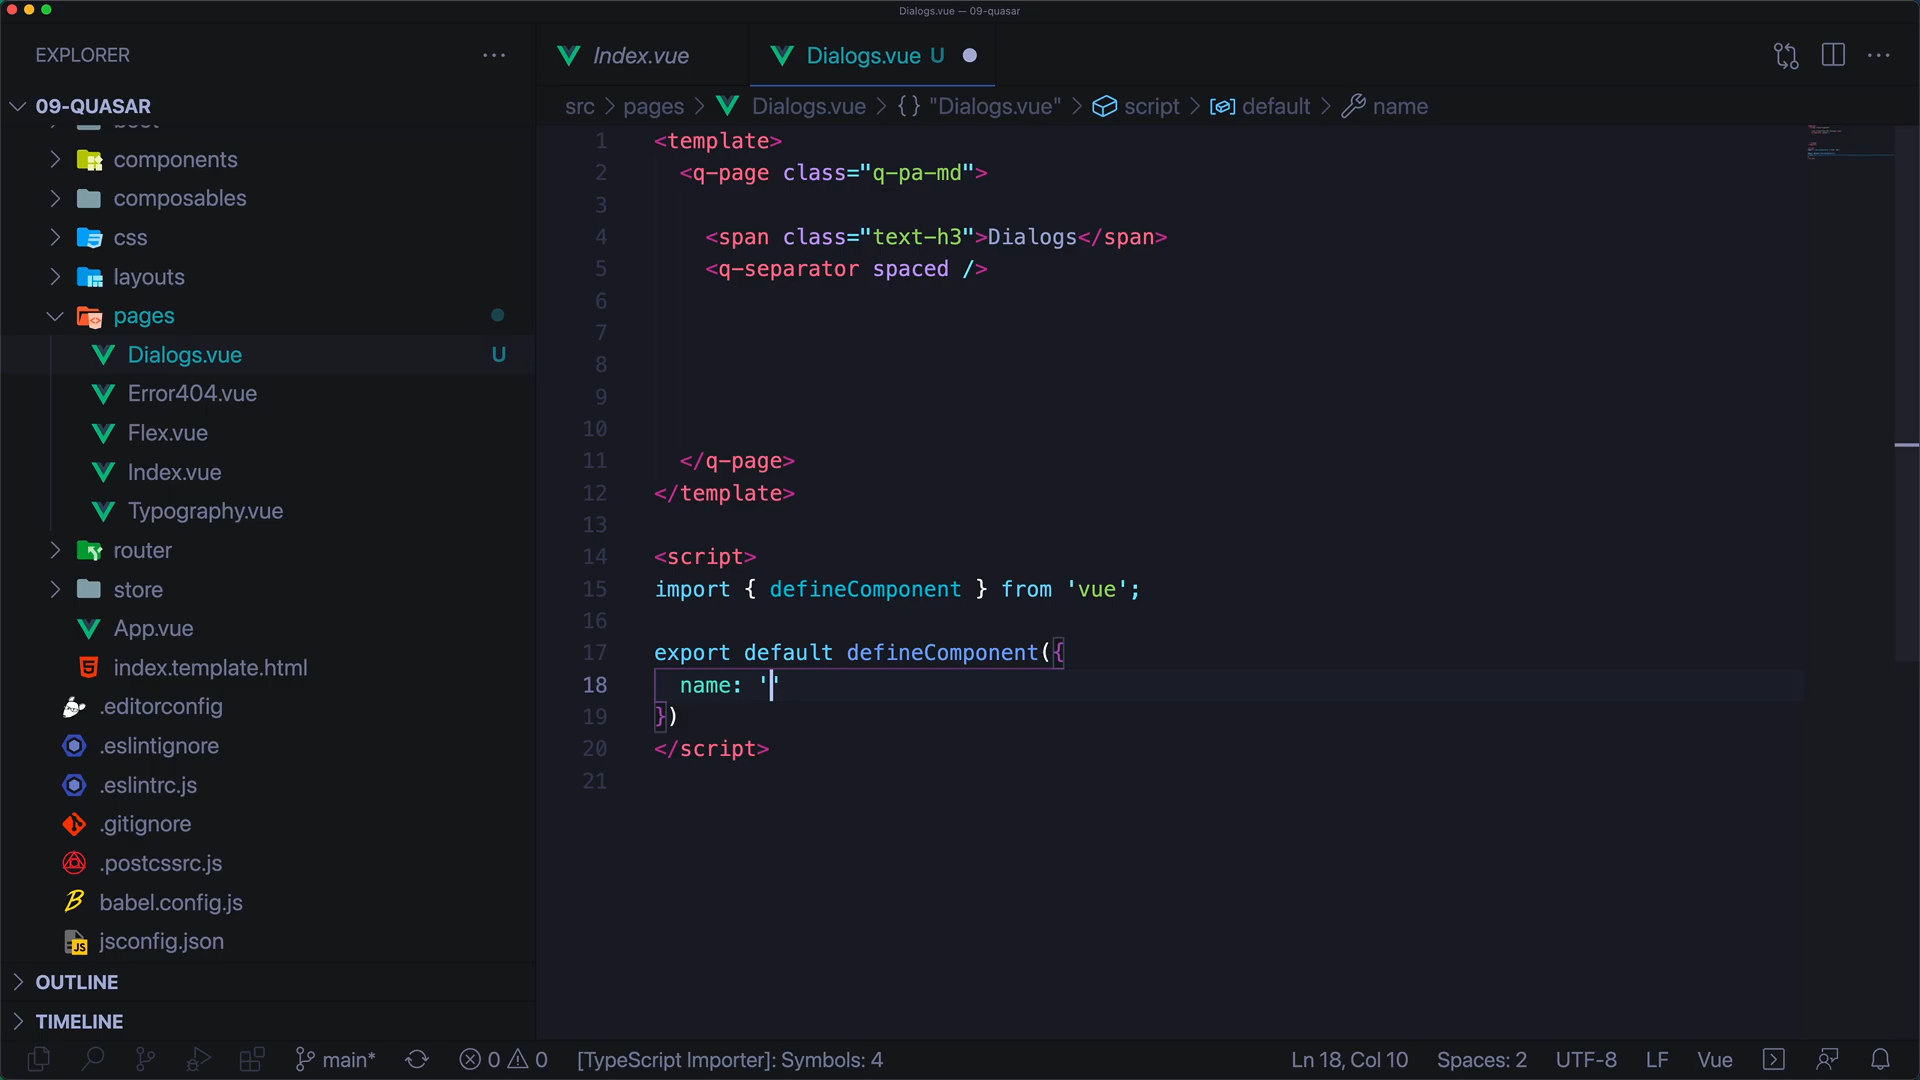 Dialogs.vue — 09-quasar
EXPLORER
09-QUASAR
boot
components
composables
css
layouts
pages
Dialogs.vue U
Error404.vue
Flex.vue
Index.vue
Typography.vue
router
store
App.vue
index.template.html
.editorconfig
.eslintignore
.eslintrc.js
.gitignore
.postcssrc.js
babel.config.js
jsconfig.json
OUTLINE
TIMELINE
Index.vue
Dialogs.vue U
src > pages > Dialogs.vue > {} "Dialogs.vue" > script > default > name
1 <template>
2 <q-page class="q-pa-md">
3
4 <span class="text-h3">Dialogs</span>
5 <q-separator spaced />
6
7
8
9
10
11 </q-page>
12 </template>
13
14 <script>
15 import { defineComponent } from 'vue';
16
17 export default defineComponent({
18 name: ''
19 })
20 </script>
21
main* 0 0 [TypeScript Importer]: Symbols: 4 Ln 18, Col 10 Spaces: 2 UTF-8 LF Vue